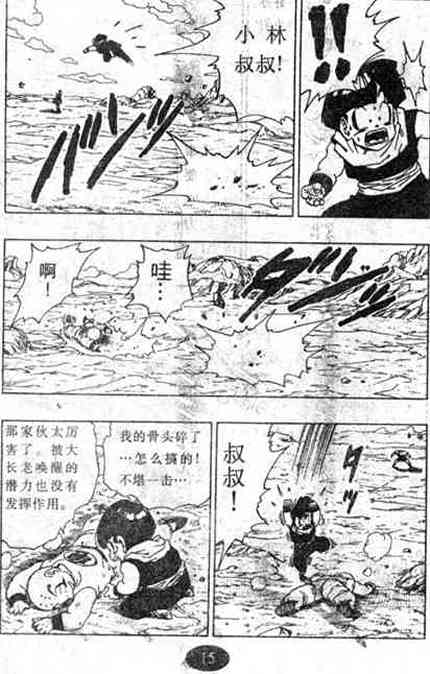 !!
小林
叔叔!
哇…
啊!
叔叔!
我的骨头碎了
…怎么搞的!
不堪一击…
那家伙太厉
害了。被大
长老唤醒的
潜力也没有
发挥作用。
15